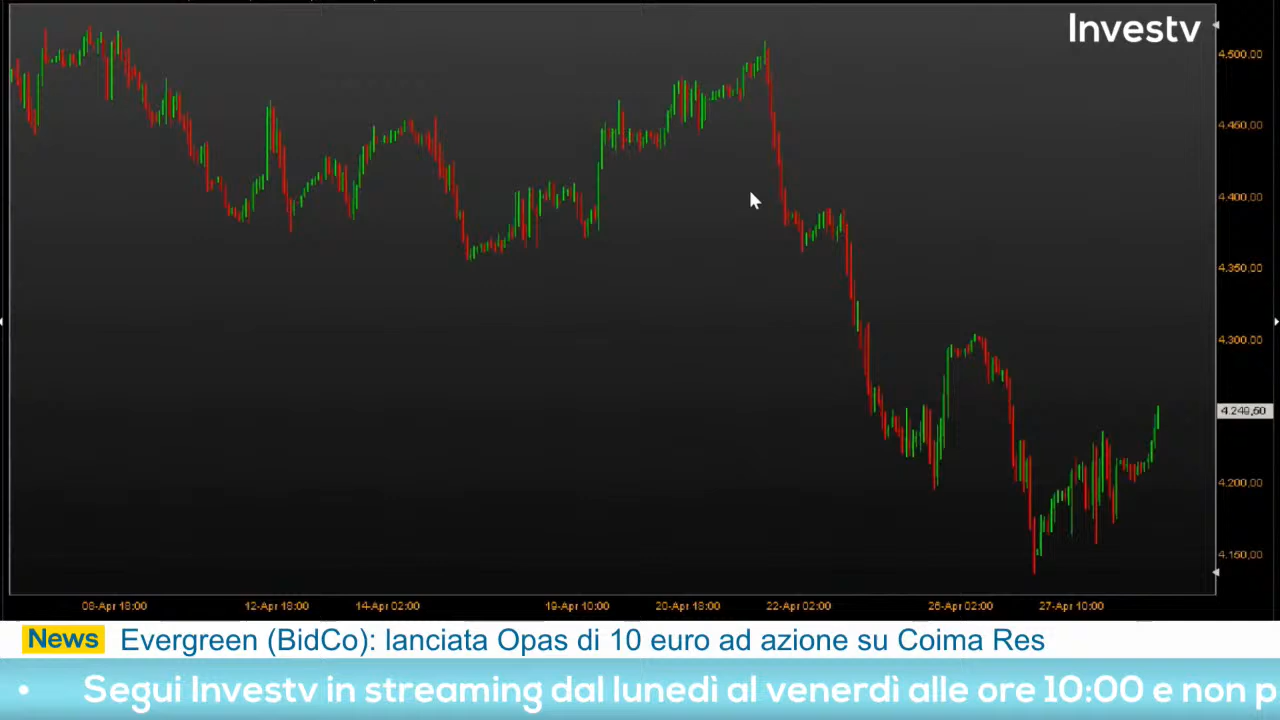 Investv
4.500,00
4.450,00
4.400,00
4.350,00
4.300,00
4.249,50
4.200,00
4.150,00
08-Apr 18:00 12-Apr 18:00 14-Apr 02:00 19-Apr 10:00 20-Apr 18:00 22-Apr 02:00 26-Apr 02:00 27-Apr 10:00
News Evergreen (BidCo): lanciata Opas di 10 euro ad azione su Coima Res
• Segui Investv in streaming dal lunedì al venerdì alle ore 10:00 e non p